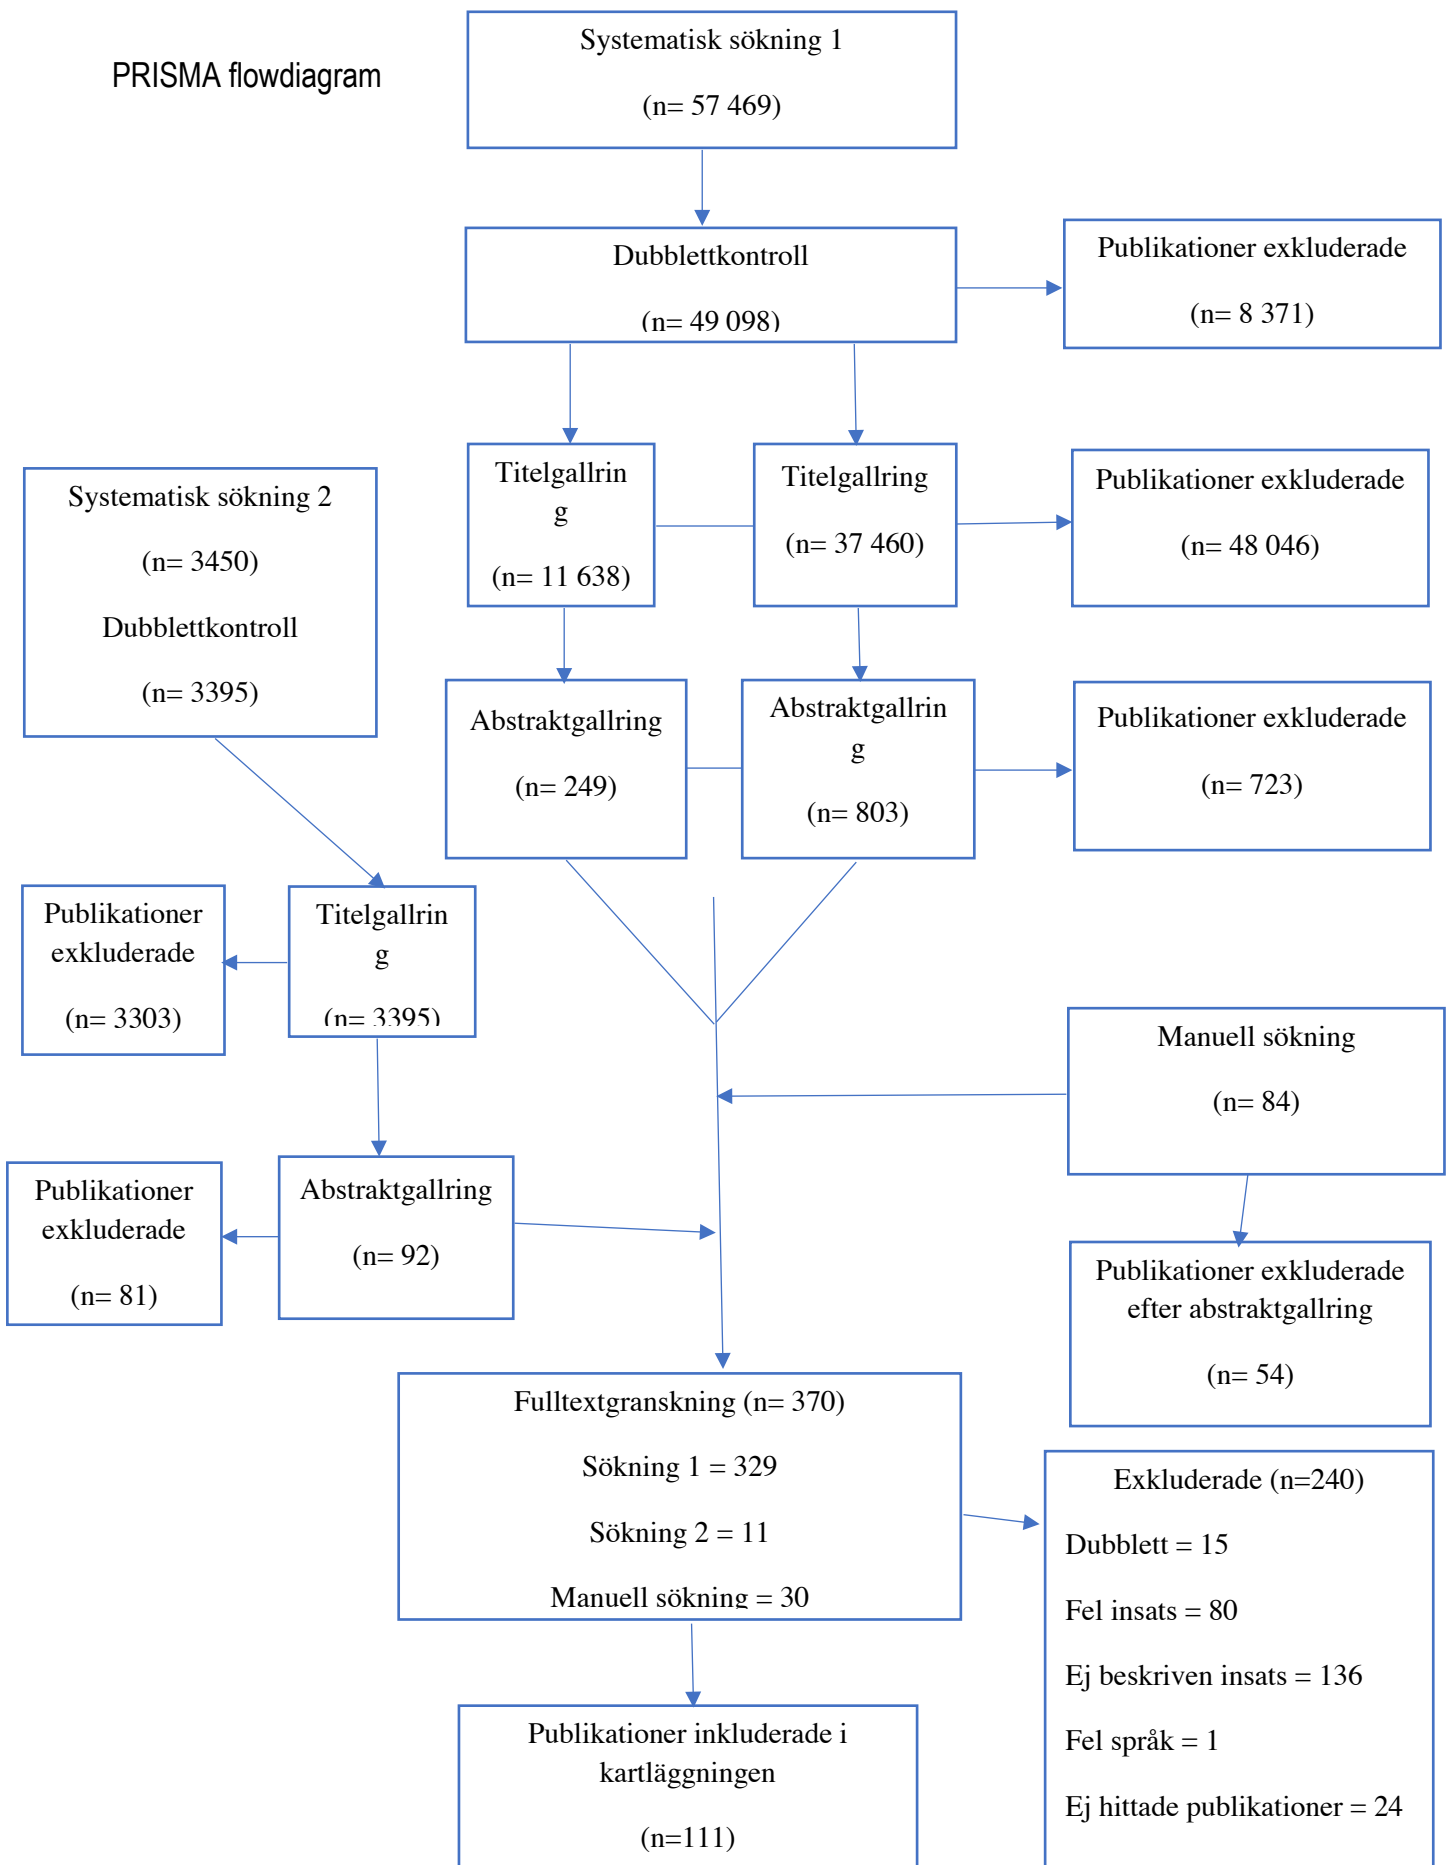 PRISMA flowdiagram
Systematisk sökning 1
(n= 57 469)
Dubblettkontroll
(n= 49 098)
Publikationer exkluderade
(n= 8 371)
Titelgallrin
g
(n= 11 638)
Titelgallring
(n= 37 460)
Publikationer exkluderade
(n= 48 046)
Systematisk sökning 2
(n= 3450)
Dubblettkontroll
(n= 3395)
Abstraktgallring
(n= 249)
Abstraktgallrin
g
(n= 803)
Publikationer exkluderade
(n= 723)
Publikationer
exkluderade
(n= 3303)
Titelgallrin
g
(n= 3395)
Manuell sökning
(n= 84)
Publikationer
exkluderade
(n= 81)
Abstraktgallring
(n= 92)
Publikationer exkluderade
efter abstraktgallring
(n= 54)
Fulltextgranskning (n= 370)
Sökning 1 = 329
Sökning 2 = 11
Manuell sökning = 30
Exkluderade (n=240)
Dubblett = 15
Fel insats = 80
Ej beskriven insats = 136
Fel språk = 1
Ej hittade publikationer = 24
Publikationer inkluderade i
kartläggningen
(n=111)